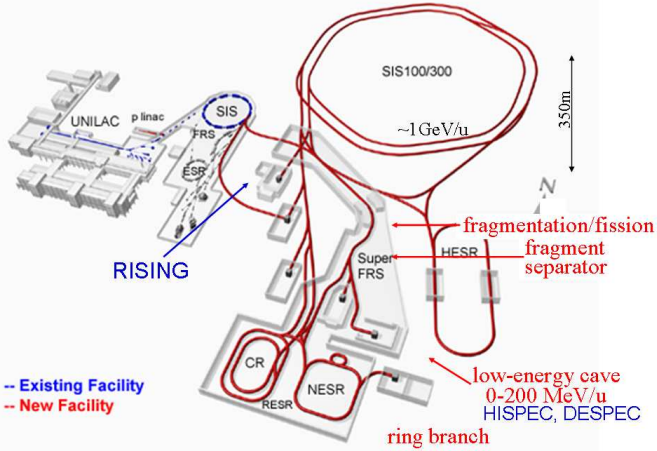 SIS100/300
~1GeV/u
350m
UNILAC
p linac
SIS
FRS
ESR
N
RISING
fragmentation/fission
fragment
separator
HESR
Super
FRS
CR
RESR
NESR
low-energy cave
0-200 MeV/u
HISPEC, DESPEC
ring branch
-- Existing Facility
-- New Facility